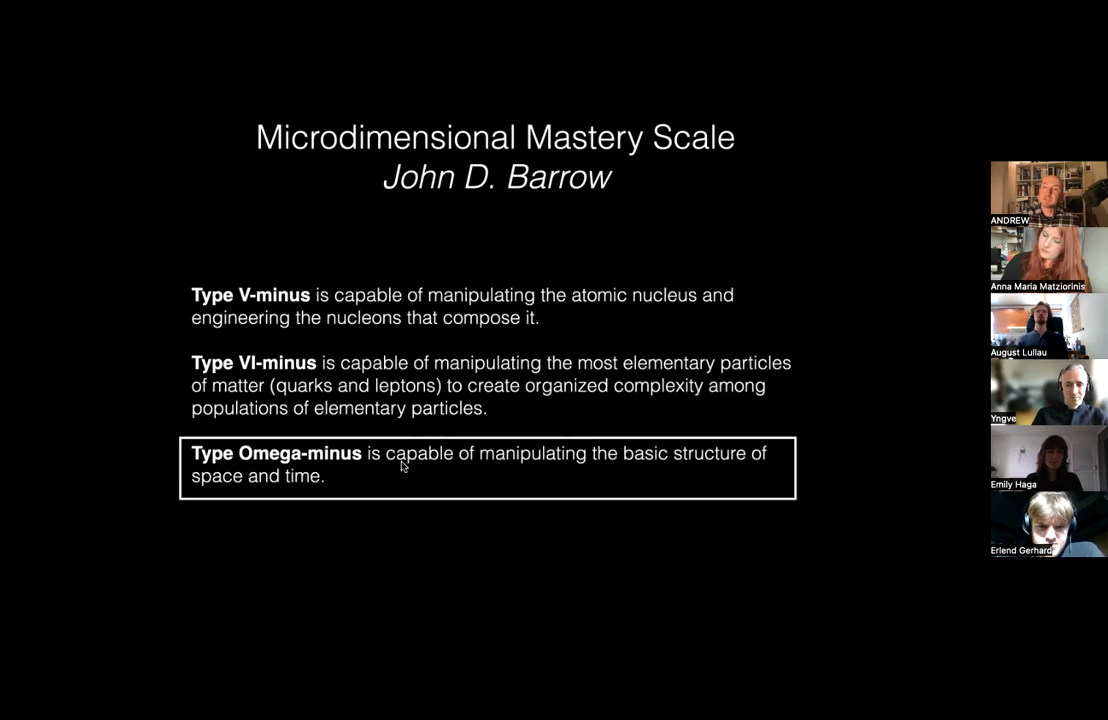 Microdimensional Mastery Scale
John D. Barrow
Type V-minus is capable of manipulating the atomic nucleus and
engineering the nucleons that compose it.
Type VI-minus is capable of manipulating the most elementary particles
of matter (quarks and leptons) to create organized complexity among
populations of elementary particles.
Type Omega-minus is capable of manipulating the basic structure of
space and time.
ANDREW
Anna Maria Matziorinis
August Lullau
Yngve
Emily Haga
Erlend Gerhard